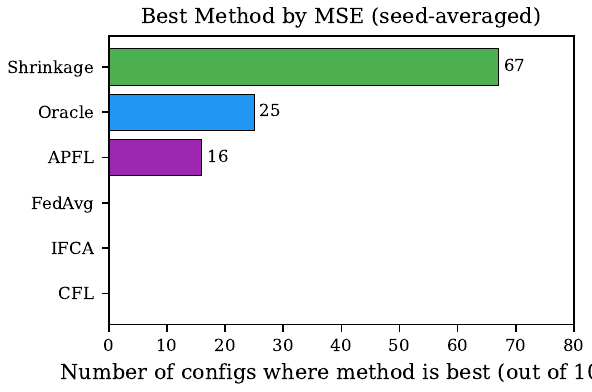 Best Method by MSE (seed-averaged)
Shrinkage 67
Oracle 25
APFL 16
FedAvg
IFCA
CFL
0 10 20 30 40 50 60 70 80
Number of configs where method is best (out of 10